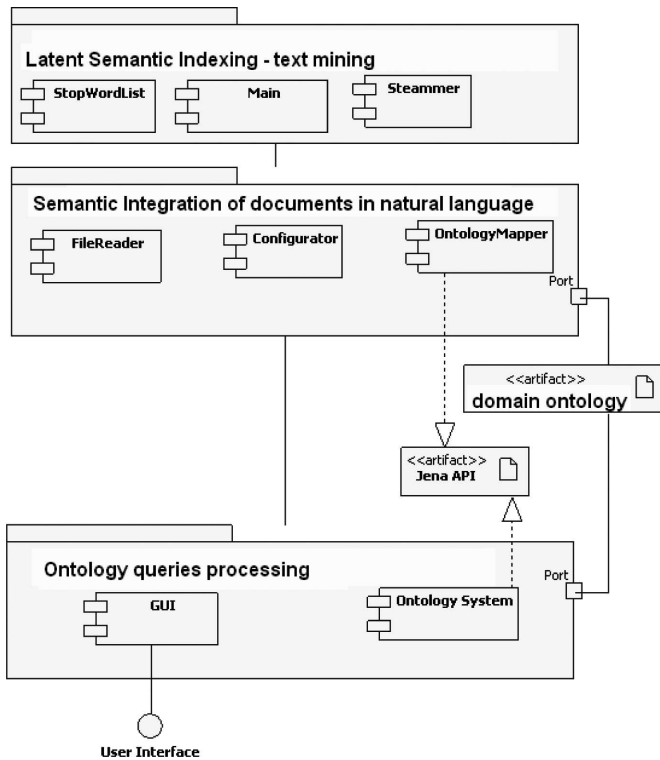 Latent Semantic Indexing - text mining
StopWordList
Main
Steammer
Semantic Integration of documents in natural language
FileReader
Configurator
OntologyMapper
Port
<<artifact>>
domain ontology
<<artifact>>
Jena API
Ontology queries processing
Port
GUI
Ontology System
User Interface